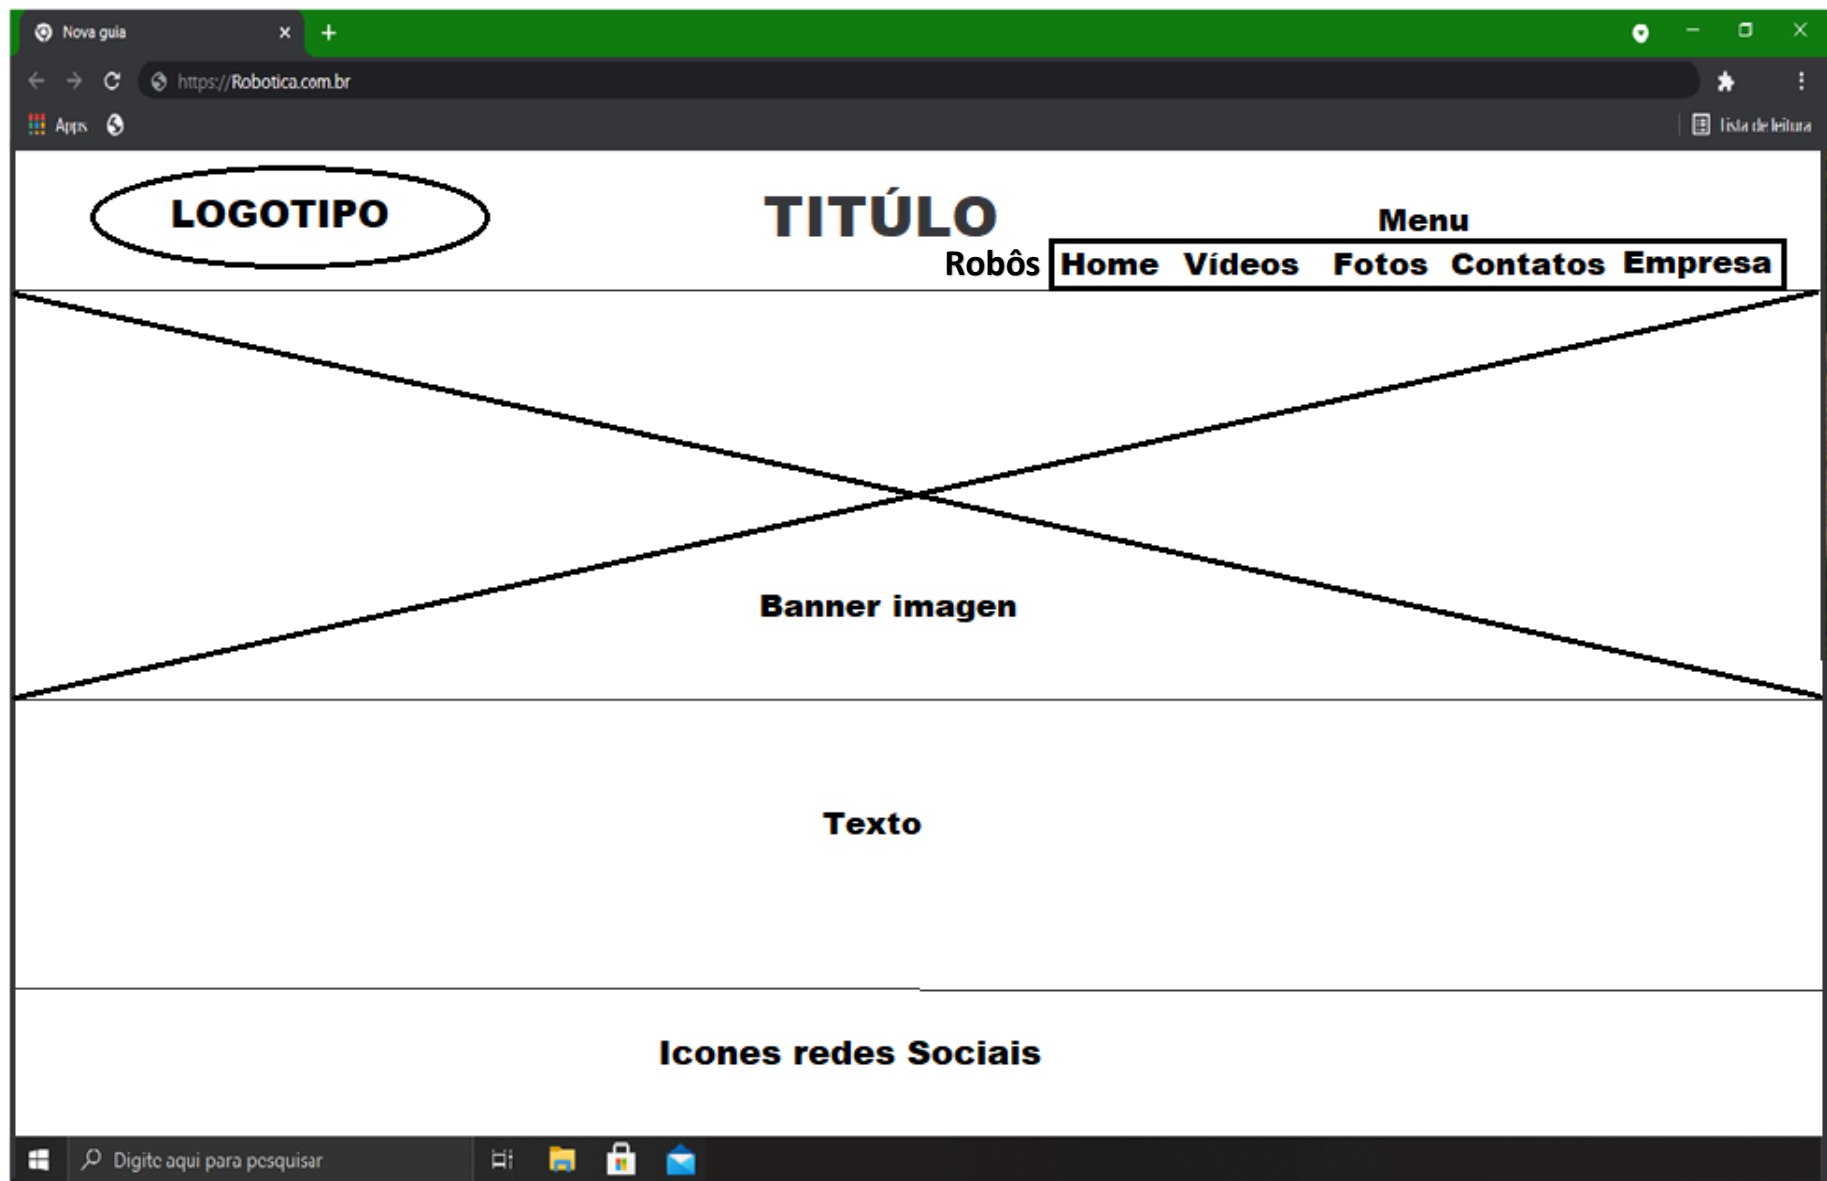 Nova guia
https://Robotica.com.br
Apps
Lista de leitura
LOGOTIPO
TITÚLO
Menu
Robôs Home Vídeos Fotos Contatos Empresa
Banner imagen
Texto
Icones redes Sociais
Digite aqui para pesquisar